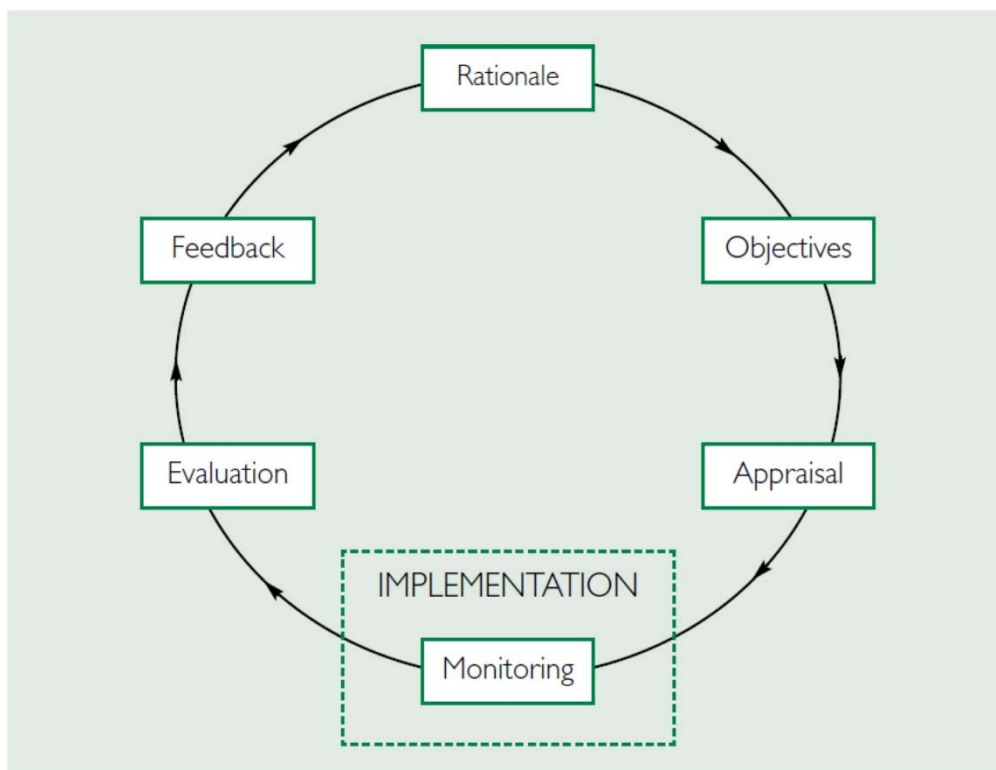 Rationale
Objectives
Appraisal
IMPLEMENTATION
Monitoring
Evaluation
Feedback